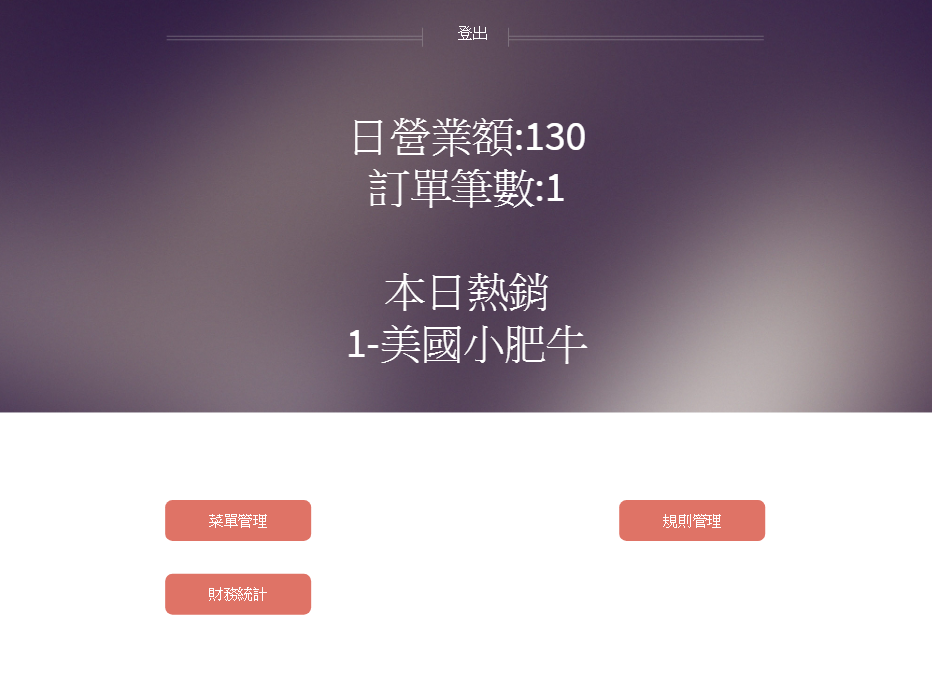 登出
日營業額:130
訂單筆數:1
本日熱銷
1-美國小肥牛
菜單管理
規則管理
財務統計